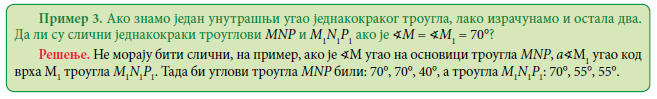 Пример 3. Ако знамо један унутрашњи угао једнакокраког троугла, лако израчунамо и остала два.
Да ли су слични једнакокраки троуглови MNP и M₁N₁P₁ ако је ∢M = ∢M₁ = 70°?
Решење. Не морају бити слични, на пример, ако је ∢M угао на основици троугла MNP, а∢M₁ угао код
врха M₁ троугла M₁N₁P₁. Тада би углови троугла MNP били: 70°, 70°, 40°, а троугла M₁N₁P₁: 70°, 55°, 55°.